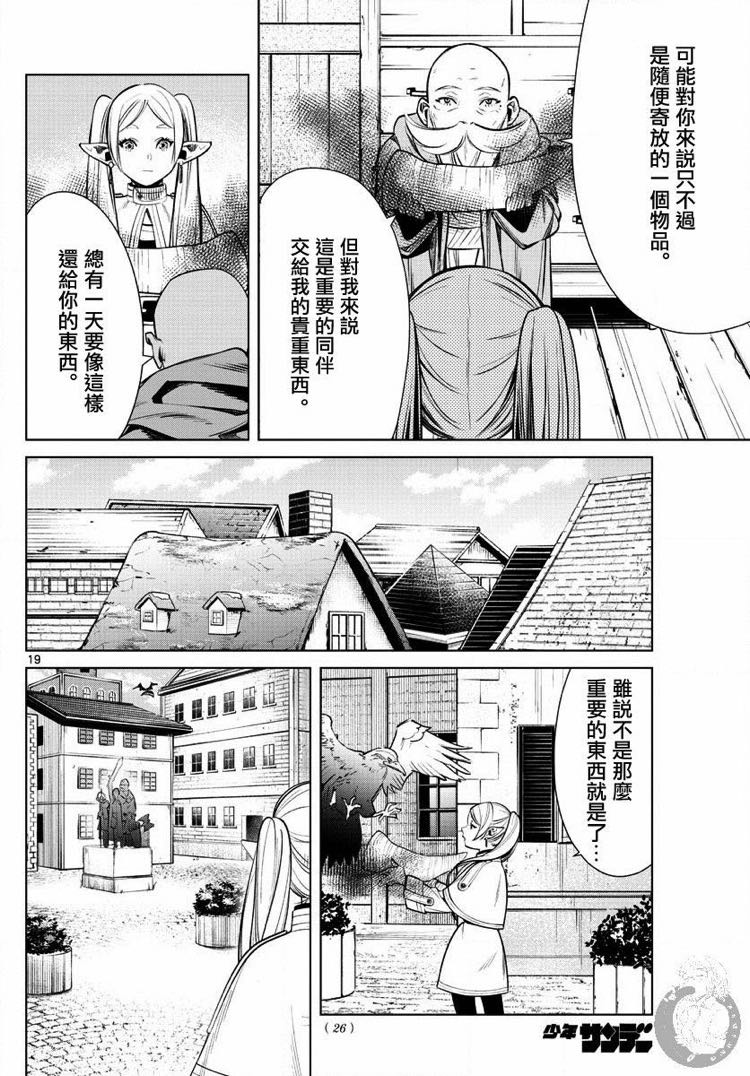 可能對你來說只不過
是隨便寄放的一個物品。
但對我來說
這是重要的同伴
交給我的貴重東西。
總有一天要像這樣
還給你的東西。
19
雖説不是那麼
重要的東西就是了…
(26)
少年サンデー